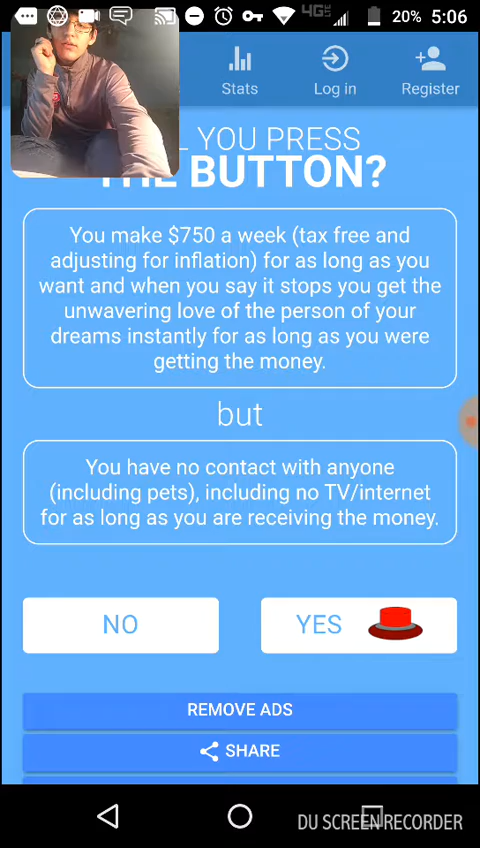 4G
20% 5:06
Stats
Log in
Register
YOU PRESS
BUTTON?
You make $750 a week (tax free and
adjusting for inflation) for as long as you
want and when you say it stops you get the
unwavering love of the person of your
dreams instantly for as long as you were
getting the money.
but
You have no contact with anyone
(including pets), including no TV/internet
for as long as you are receiving the money.
NO
YES
REMOVE ADS
SHARE
DU SCREEN RECORDER